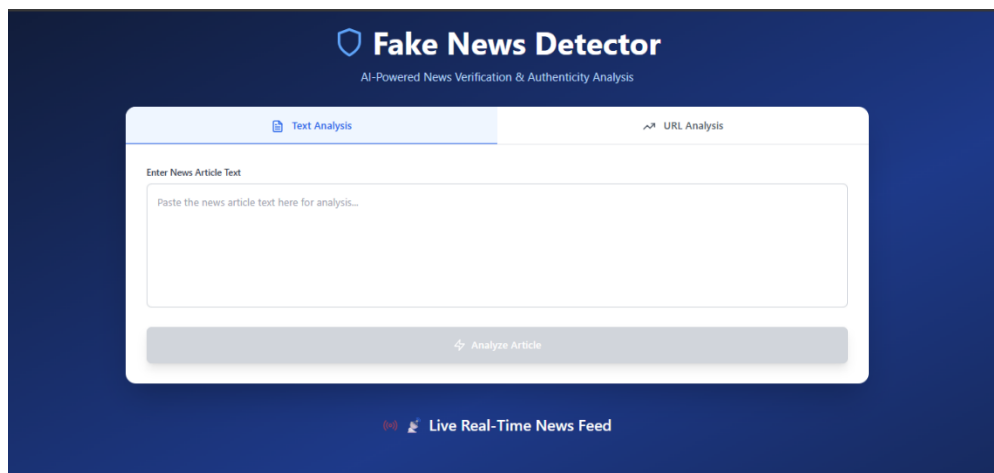 Fake News Detector
AI-Powered News Verification & Authenticity Analysis
Text Analysis
URL Analysis
Enter News Article Text
Paste the news article text here for analysis...
Analyze Article
Live Real-Time News Feed